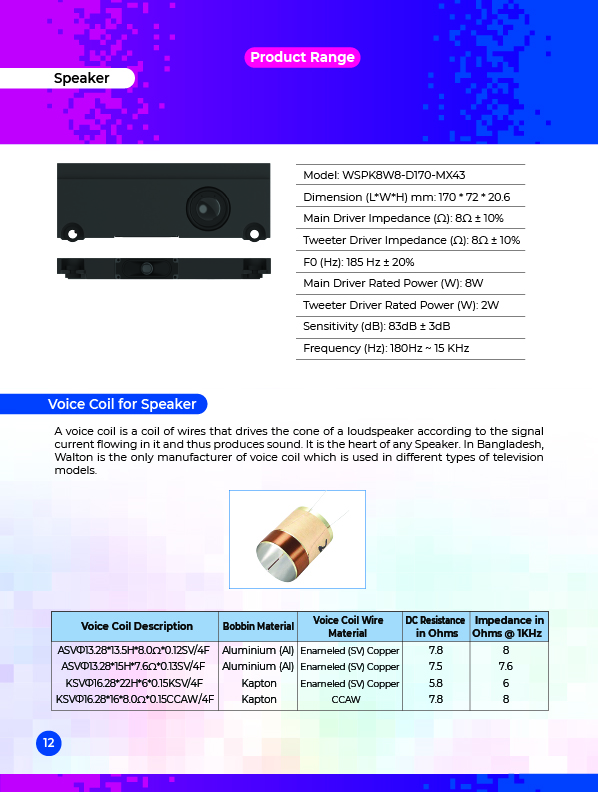 Product Range
Speaker
Model: WSPK8W8-D170-MX43
Dimension (L*W*H) mm: 170 * 72 * 20.6
Main Driver Impedance (Ω): 8Ω ± 10%
Tweeter Driver Impedance (Ω): 8Ω ± 10%
F0 (Hz): 185 Hz ± 20%
Main Driver Rated Power (W): 8W
Tweeter Driver Rated Power (W): 2W
Sensitivity (dB): 83dB ± 3dB
Frequency (Hz): 180Hz ~ 15 KHz
Voice Coil for Speaker
A voice coil is a coil of wires that drives the cone of a loudspeaker according to the signal
current flowing in it and thus produces sound. It is the heart of any Speaker. In Bangladesh,
Walton is the only manufacturer of voice coil which is used in different types of television
models.
Voice Coil Description Bobbin Material Voice Coil Wire Material DC Resistance in Ohms Impedance in Ohms @ 1KHz
ASVΦ13.28*13.5H*8.0Ω*0.12SV/4F Aluminium (Al) Enameled (SV) Copper 7.8 8
ASVΦ13.28*15H*7.6Ω*0.13SV/4F Aluminium (Al) Enameled (SV) Copper 7.5 7.6
KSVΦ16.28*22H*6*0.15KSV/4F Kapton Enameled (SV) Copper 5.8 6
KSVΦ16.28*16*8.0Ω*0.15CCAW/4F Kapton CCAW 7.8 8
12